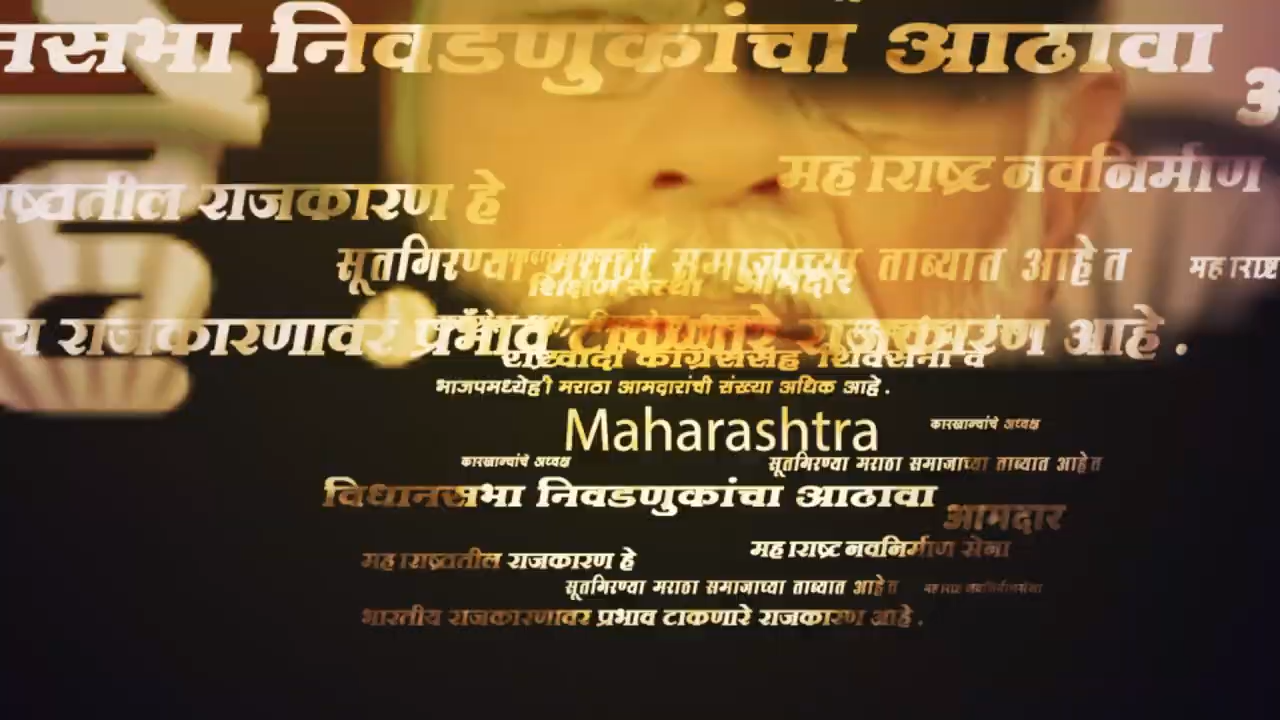 निवडणुकांचा आठावा
महाराष्ट्र नवनिर्माण
राजकारण हे
सूतगिरण्या मराठा समाजाच्या ताब्यात आहेत
शिक्षण संस्था आमदार
य राजकारणावर प्रभाव टाकणारे राजकारण आहे.
भाजपमध्येही मराठा आमदारांची संख्या अधिक आहे.
Maharashtra
कारखान्यांचे अध्यक्ष
कारखान्यांचे अध्यक्ष
सूतगिरण्या मराठा समाजाच्या ताब्यात आहेत
विधानसभा निवडणुकांचा आठावा
आमदार
महाराष्ट्र नवनिर्माण सेना
महाराष्ट्रातील राजकारण हे
सूतगिरण्या मराठा समाजाच्या ताब्यात आहेत
भारतीय राजकारणावर प्रभाव टाकणारे राजकारण आहे.